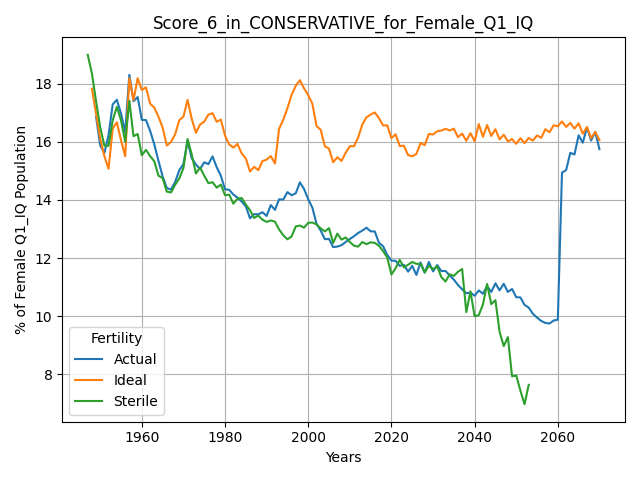 Score_6_in_CONSERVATIVE_for_Female_Q1_IQ
% of Female Q1_IQ Population
18
16
14
12
10
8
Fertility
Actual
Ideal
Sterile
1960 1980 2000 2020 2040 2060
Years